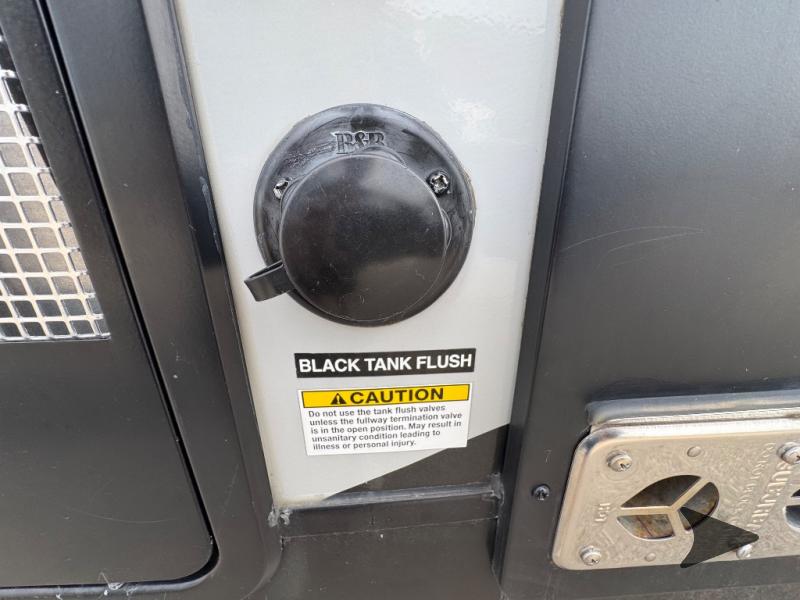 B&B
BLACK TANK FLUSH
CAUTION
Do not use the tank flush valves
unless the fullway termination valve
is in the open position. May result in
unsanitary condition leading to
illness or personal injury.